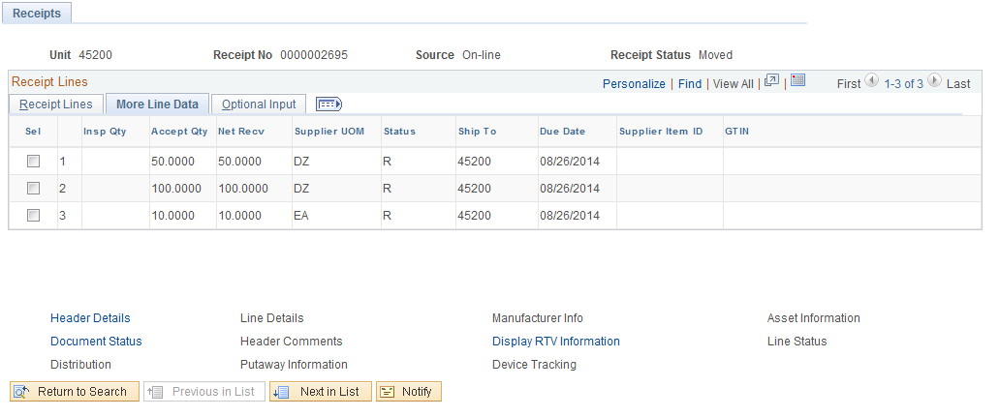 Receipts
Unit 45200 Receipt No 0000002695 Source On-line Receipt Status Moved
Receipt Lines Personalize | Find | View All | | First 1-3 of 3 Last
Receipt Lines More Line Data Optional Input
Sel Insp Qty Accept Qty Net Recv Supplier UOM Status Ship To Due Date Supplier Item ID GTIN
1 50.0000 50.0000 DZ R 45200 08/26/2014
2 100.0000 100.0000 DZ R 45200 08/26/2014
3 10.0000 10.0000 EA R 45200 08/26/2014
Header Details Line Details Manufacturer Info Asset Information
Document Status Header Comments Display RTV Information Line Status
Distribution Putaway Information Device Tracking
Return to Search Previous in List Next in List Notify